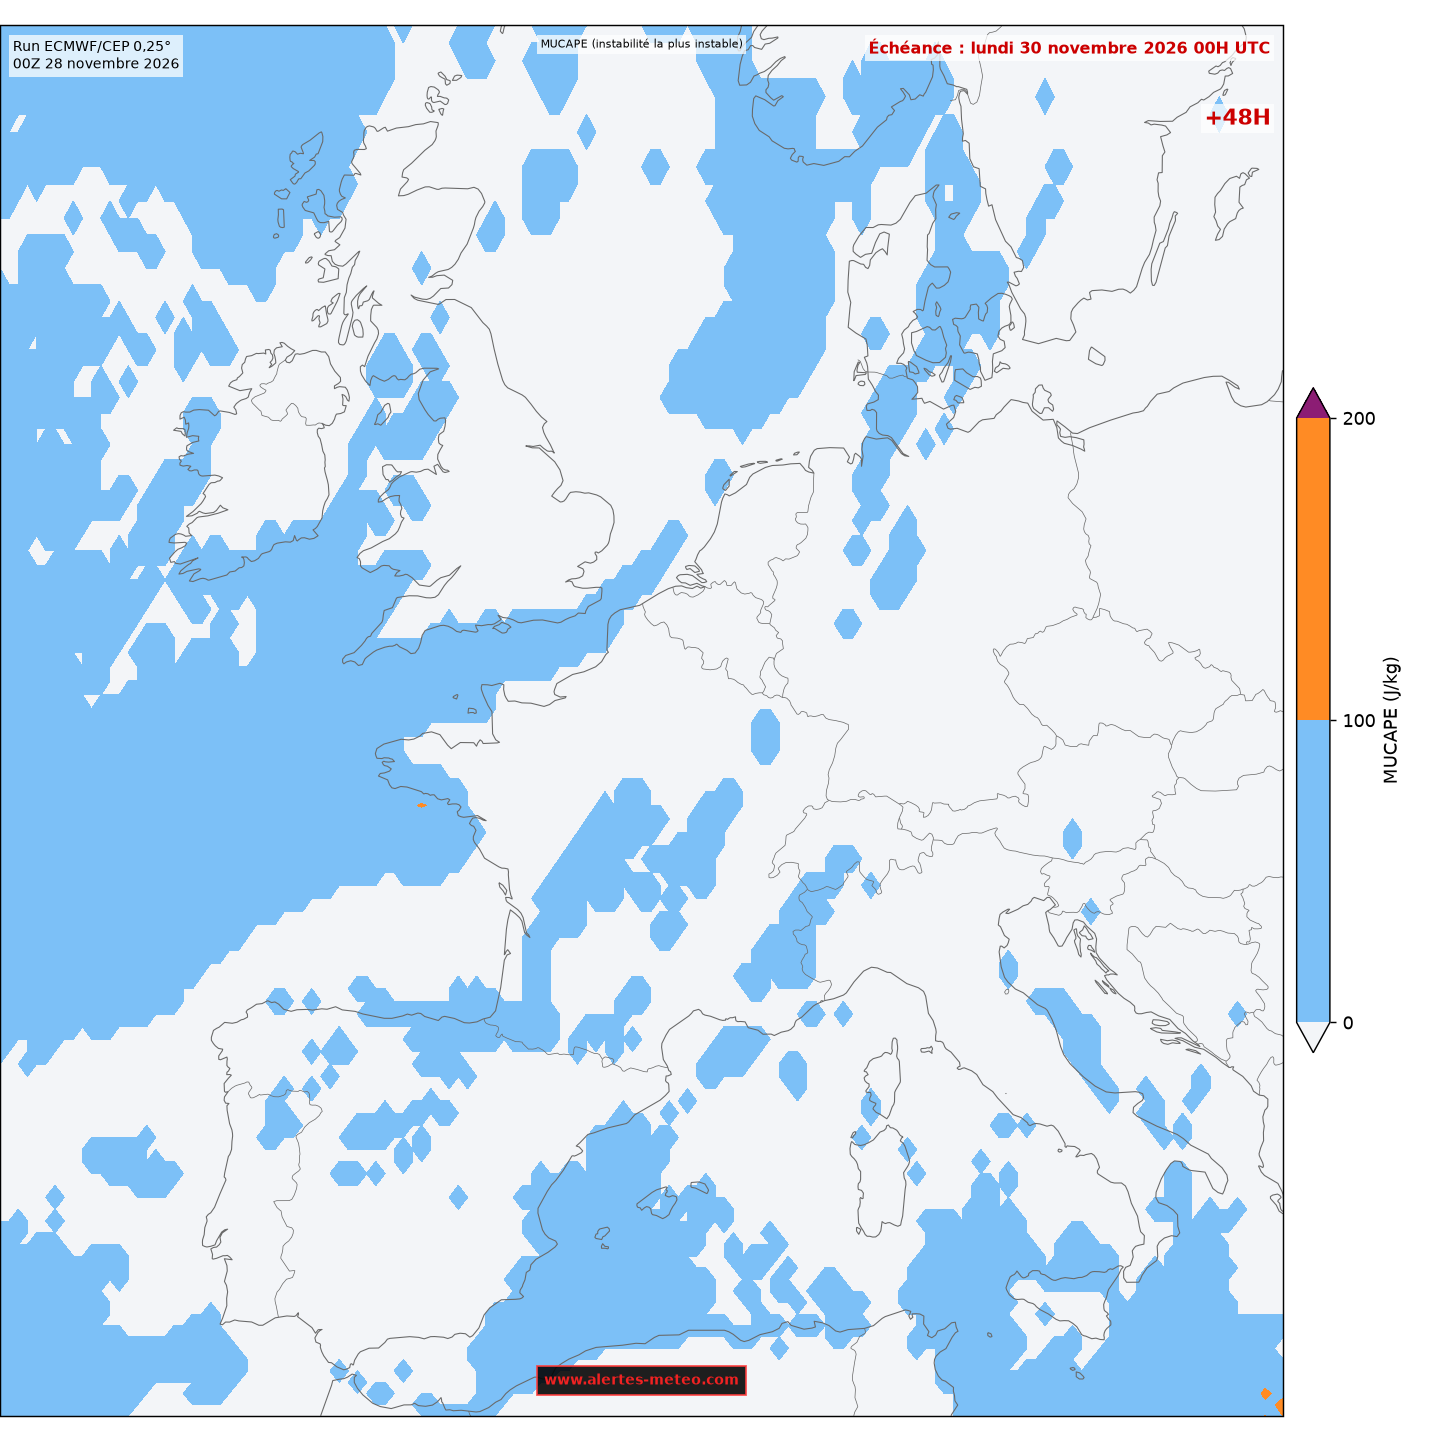 Run ECMWF/CEP 0,25°
00Z 28 novembre 2026
MUCAPE (instabilité la plus instable)
Échéance : lundi 30 novembre 2026 00H UTC
+48H
200
100
0
MUCAPE (J/kg)
www.alertes-meteo.com